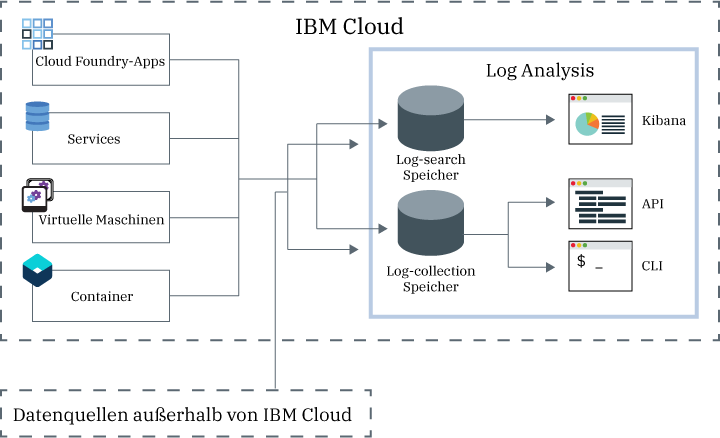 IBM Cloud
Cloud Foundry-Apps
Services
Virtuelle Maschinen
Container
Log Analysis
Log-search
Speicher
Kibana
Log-collection
Speicher
API
$ _
CLI
Datenquellen außerhalb von IBM Cloud